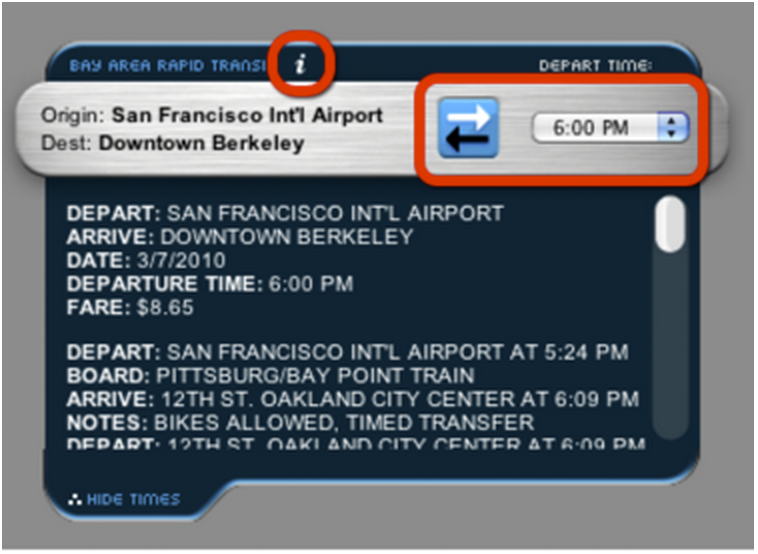 BAY AREA RAPID TRANSI i DEPART TIME:
Origin: San Francisco Int'l Airport
Dest: Downtown Berkeley
6:00 PM
DEPART: SAN FRANCISCO INT'L AIRPORT
ARRIVE: DOWNTOWN BERKELEY
DATE: 3/7/2010
DEPARTURE TIME: 6:00 PM
FARE: $8.65
DEPART: SAN FRANCISCO INT'L AIRPORT AT 5:24 PM
BOARD: PITTSBURG/BAY POINT TRAIN
ARRIVE: 12TH ST. OAKLAND CITY CENTER AT 6:09 PM
NOTES: BIKES ALLOWED, TIMED TRANSFER
DEPART: 12TH ST. OAKLAND CITY CENTER AT 6:09 PM
HIDE TIMES